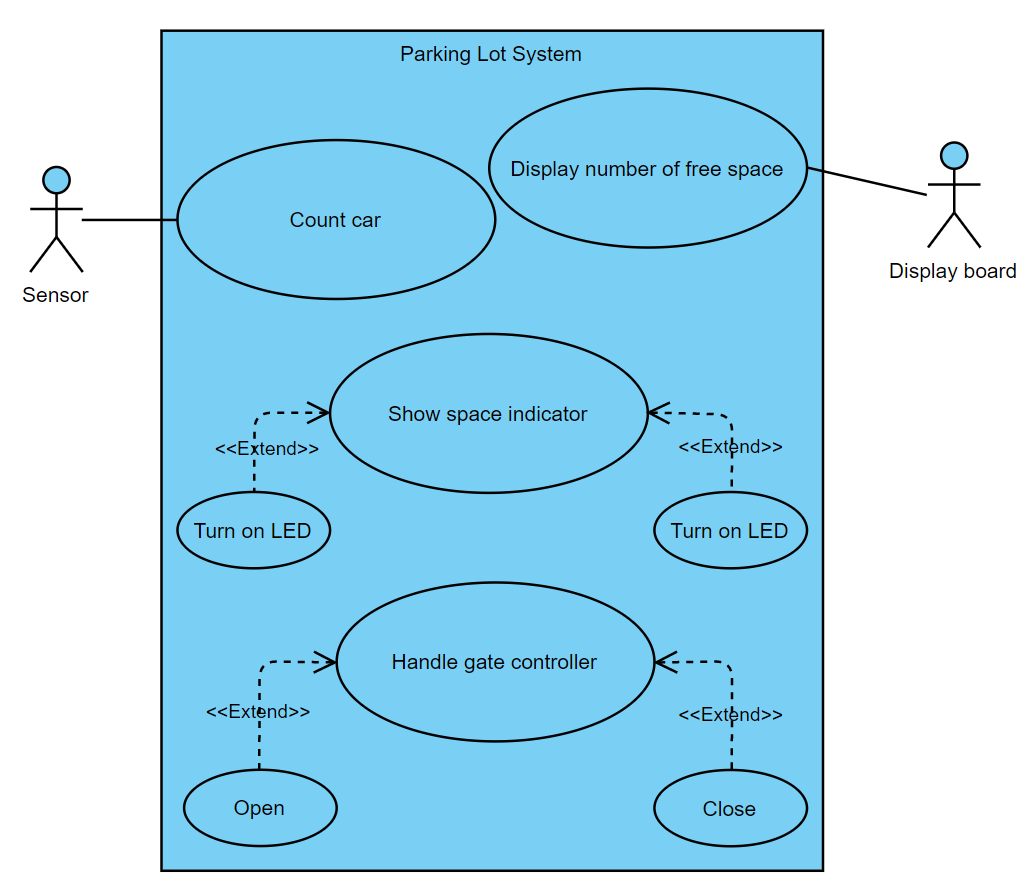 Parking Lot System
Display number of free space
Count car
Sensor
Display board
Show space indicator
<<Extend>>
<<Extend>>
Turn on LED
Turn on LED
Handle gate controller
<<Extend>>
<<Extend>>
Open
Close